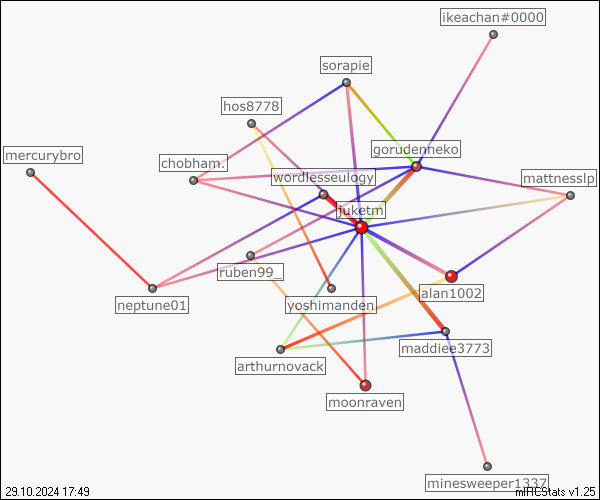 ikeachan#0000
sorapie
hos8778
gorudenneko
mercurybro
chobham.
wordlesseulogy
mattnesslp
juketm
ruben99_
alan1002
neptune01
yoshimanden
maddiee3773
arthurnovack
moonraven
minesweeper1337
29.10.2024 17:49
mIRCStats v1.25